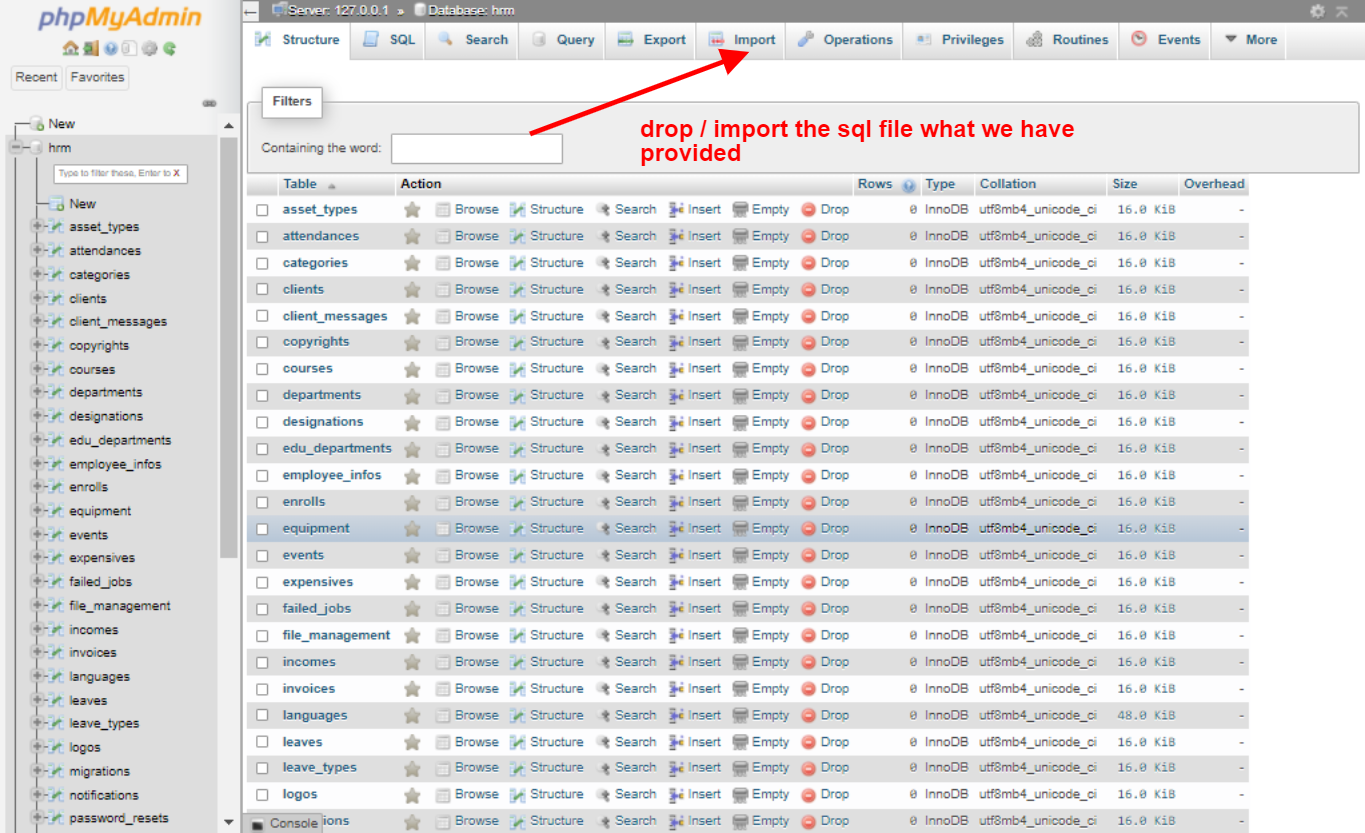 phpMyAdmin
Server: 127.0.0.1 » Database: hrm
Structure SQL Search Query Export Import Operations Privileges Routines Events More
Recent Favorites
New
hrm
Type to filter these, Enter to X
New
asset_types
attendances
categories
clients
client_messages
copyrights
courses
departments
designations
edu_departments
employee_infos
enrolls
equipment
events
expensives
failed_jobs
file_management
incomes
invoices
languages
leaves
leave_types
logos
migrations
notifications
password_resets
Filters
Containing the word:
drop / import the sql file what we have
provided
Table Action Rows Type Collation Size Overhead
asset_types Browse Structure Search Insert Empty Drop 0 InnoDB utf8mb4_unicode_ci 16.0 KiB -
attendances Browse Structure Search Insert Empty Drop 0 InnoDB utf8mb4_unicode_ci 16.0 KiB -
categories Browse Structure Search Insert Empty Drop 0 InnoDB utf8mb4_unicode_ci 16.0 KiB -
clients Browse Structure Search Insert Empty Drop 0 InnoDB utf8mb4_unicode_ci 16.0 KiB -
client_messages Browse Structure Search Insert Empty Drop 0 InnoDB utf8mb4_unicode_ci 16.0 KiB -
copyrights Browse Structure Search Insert Empty Drop 0 InnoDB utf8mb4_unicode_ci 16.0 KiB -
courses Browse Structure Search Insert Empty Drop 0 InnoDB utf8mb4_unicode_ci 16.0 KiB -
departments Browse Structure Search Insert Empty Drop 0 InnoDB utf8mb4_unicode_ci 16.0 KiB -
designations Browse Structure Search Insert Empty Drop 0 InnoDB utf8mb4_unicode_ci 16.0 KiB -
edu_departments Browse Structure Search Insert Empty Drop 0 InnoDB utf8mb4_unicode_ci 16.0 KiB -
employee_infos Browse Structure Search Insert Empty Drop 0 InnoDB utf8mb4_unicode_ci 16.0 KiB -
enrolls Browse Structure Search Insert Empty Drop 0 InnoDB utf8mb4_unicode_ci 16.0 KiB -
equipment Browse Structure Search Insert Empty Drop 0 InnoDB utf8mb4_unicode_ci 16.0 KiB -
events Browse Structure Search Insert Empty Drop 0 InnoDB utf8mb4_unicode_ci 16.0 KiB -
expensives Browse Structure Search Insert Empty Drop 0 InnoDB utf8mb4_unicode_ci 16.0 KiB -
failed_jobs Browse Structure Search Insert Empty Drop 0 InnoDB utf8mb4_unicode_ci 16.0 KiB -
file_management Browse Structure Search Insert Empty Drop 0 InnoDB utf8mb4_unicode_ci 16.0 KiB -
incomes Browse Structure Search Insert Empty Drop 0 InnoDB utf8mb4_unicode_ci 16.0 KiB -
invoices Browse Structure Search Insert Empty Drop 0 InnoDB utf8mb4_unicode_ci 16.0 KiB -
languages Browse Structure Search Insert Empty Drop 0 InnoDB utf8mb4_unicode_ci 48.0 KiB -
leaves Browse Structure Search Insert Empty Drop 0 InnoDB utf8mb4_unicode_ci 16.0 KiB -
leave_types Browse Structure Search Insert Empty Drop 0 InnoDB utf8mb4_unicode_ci 16.0 KiB -
logos Browse Structure Search Insert Empty Drop 0 InnoDB utf8mb4_unicode_ci 16.0 KiB -
Console ions Browse Structure Search Insert Empty Drop 0 InnoDB utf8mb4_unicode_ci 16.0 KiB -